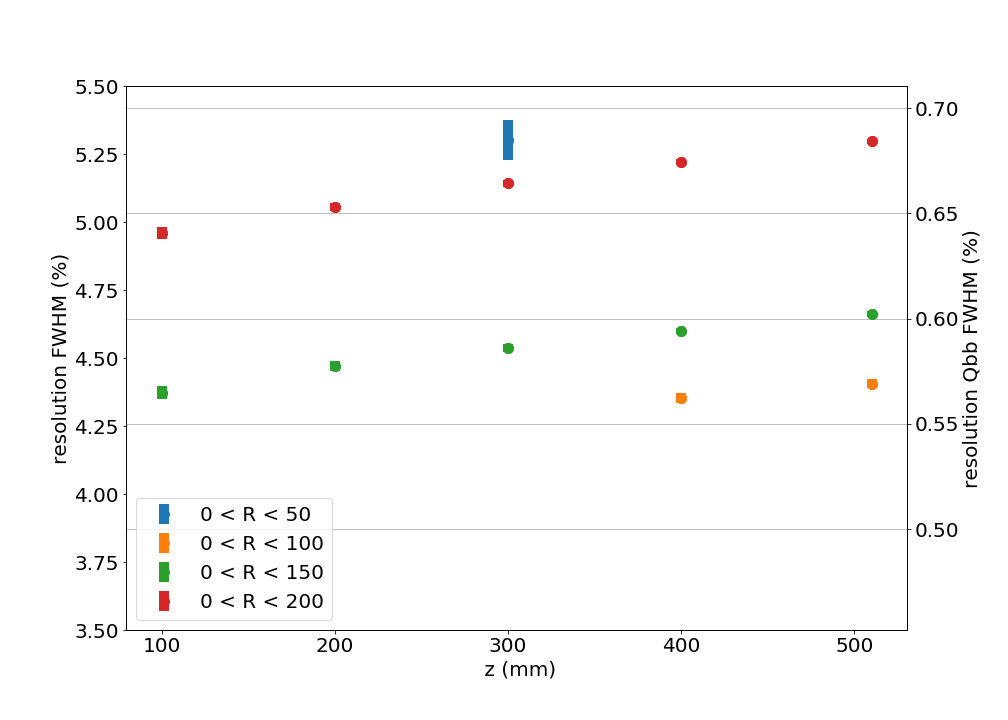 5.50
5.25
5.00
4.75
4.50
4.25
4.00
3.75
3.50
resolution FWHM (%)
0.70
0.65
0.60
0.55
0.50
resolution Qbb FWHM (%)
0 < R < 50
0 < R < 100
0 < R < 150
0 < R < 200
100 200 300 400 500
z (mm)